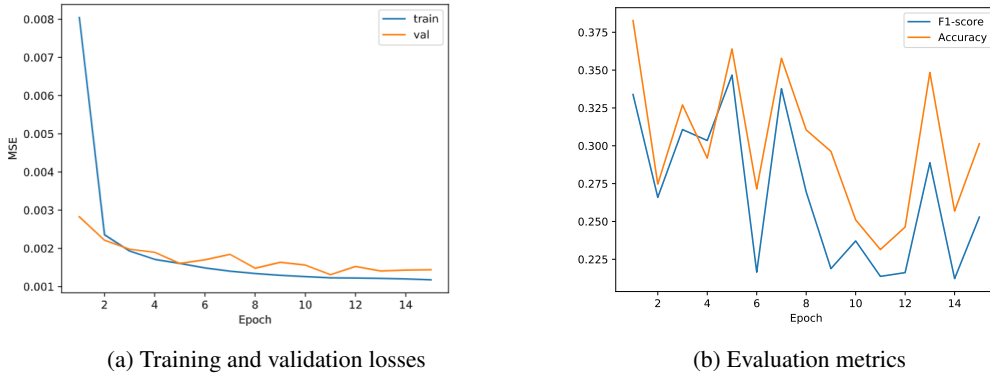 0.008
0.007
0.006
0.005
0.004
0.003
0.002
0.001
MSE
2 4 6 8 10 12 14
Epoch
train
val
(a) Training and validation losses
0.375
0.350
0.325
0.300
0.275
0.250
0.225
2 4 6 8 10 12 14
Epoch
F1-score
Accuracy
(b) Evaluation metrics